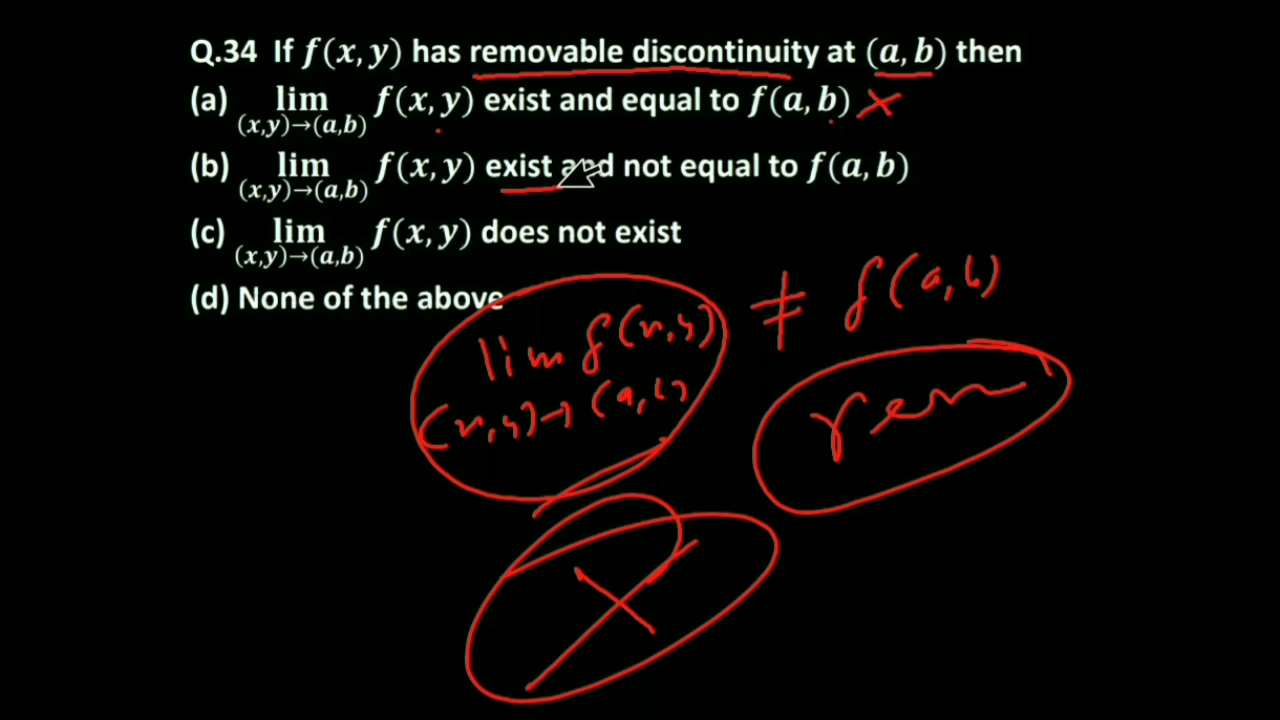 Q.34 If f(x, y) has removable discontinuity at (a, b) then
(a) lim f(x, y) exist and equal to f(a, b) ×
(x,y)→(a,b)
(b) lim f(x, y) exist and not equal to f(a, b)
(x,y)→(a,b)
(c) lim f(x, y) does not exist
(x,y)→(a,b)
(d) None of the above
lim f(x,y) ≠ f(a,b)
(x,y)→(a,b)
rem
×